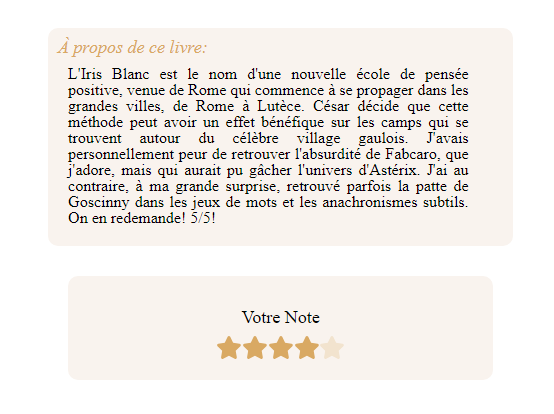 À propos de ce livre:
L'Iris Blanc est le nom d'une nouvelle école de pensée
positive, venue de Rome qui commence à se propager dans les
grandes villes, de Rome à Lutèce. César décide que cette
méthode peut avoir un effet bénéfique sur les camps qui se
trouvent autour du célèbre village gaulois. J'avais
personnellement peur de retrouver l'absurdité de Fabcaro, que
j'adore, mais qui aurait pu gâcher l'univers d'Astérix. J'ai au
contraire, à ma grande surprise, retrouvé parfois la patte de
Goscinny dans les jeux de mots et les anachronismes subtils.
On en redemande! 5/5!
Votre Note